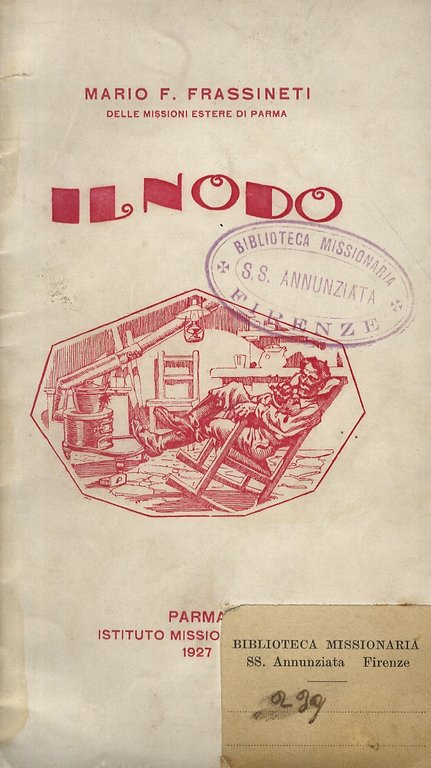 MARIO F. FRASSINETI
DELLE MISSIONI ESTERE DI PARMA
IL NODO
BIBLIOTECA MISSIONARIA
S.S. ANNUNZIATA
FIRENZE
PARMA
ISTITUTO
1927
BIBLIOTECA MISSIONARIA
SS. Annunziata Firenze
239